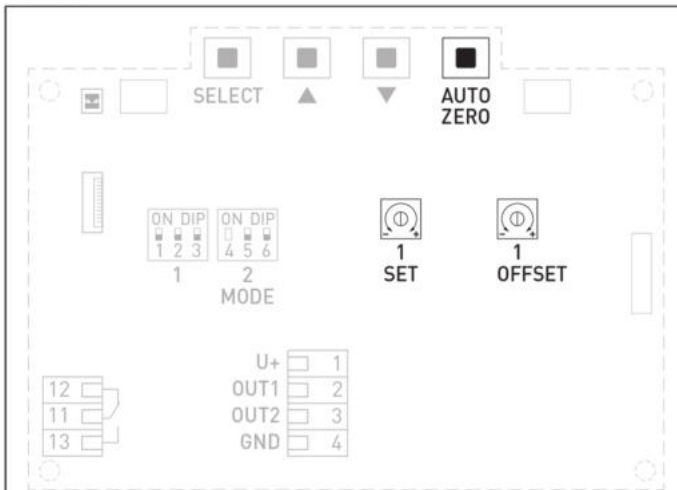 SELECT ▲ ▼ AUTO
ZERO
ON DIP ON DIP
1 2 3 4 5 6
1 2
MODE
- + - +
1 1
SET OFFSET
U+ 1
12 OUT1 2
11 OUT2 3
13 GND 4